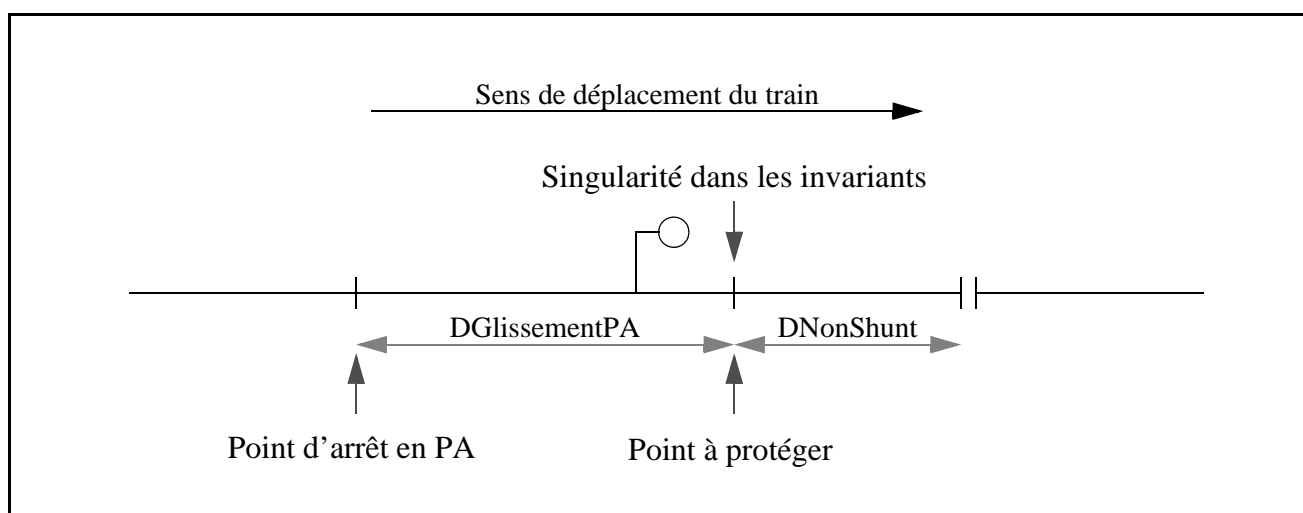 Sens de déplacement du train
Singularité dans les invariants
DGlissementPA
DNonShunt
Point d’arrêt en PA
Point à protéger